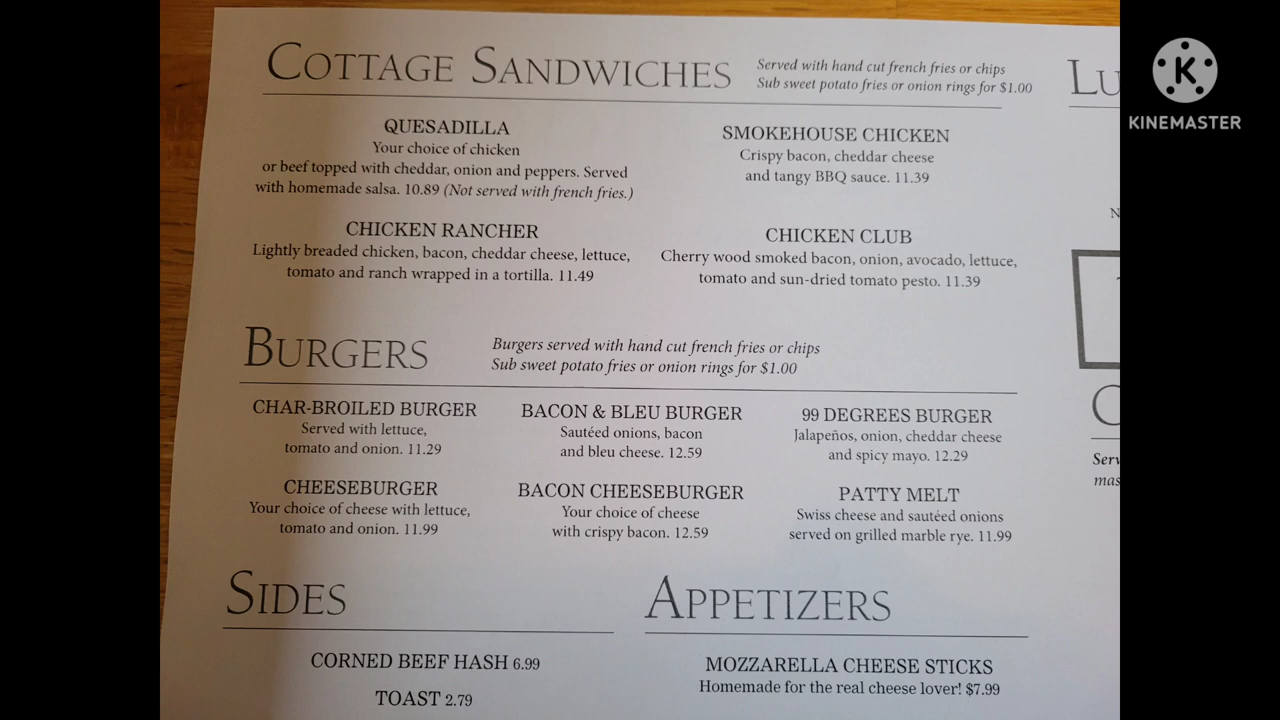 COTTAGE SANDWICHES
Served with hand cut french fries or chips
Sub sweet potato fries or onion rings for $1.00
QUESADILLA
Your choice of chicken
or beef topped with cheddar, onion and peppers. Served
with homemade salsa. 10.89 (Not served with french fries.)
SMOKEHOUSE CHICKEN
Crispy bacon, cheddar cheese
and tangy BBQ sauce. 11.39
CHICKEN RANCHER
Lightly breaded chicken, bacon, cheddar cheese, lettuce,
tomato and ranch wrapped in a tortilla. 11.49
CHICKEN CLUB
Cherry wood smoked bacon, onion, avocado, lettuce,
tomato and sun-dried tomato pesto. 11.39
BURGERS
Burgers served with hand cut french fries or chips
Sub sweet potato fries or onion rings for $1.00
CHAR-BROILED BURGER
Served with lettuce,
tomato and onion. 11.29
BACON & BLEU BURGER
Sautéed onions, bacon
and bleu cheese. 12.59
99 DEGREES BURGER
Jalapeños, onion, cheddar cheese
and spicy mayo. 12.29
CHEESEBURGER
Your choice of cheese with lettuce,
tomato and onion. 11.99
BACON CHEESEBURGER
Your choice of cheese
with crispy bacon. 12.59
PATTY MELT
Swiss cheese and sautéed onions
served on grilled marble rye. 11.99
SIDES
CORNED BEEF HASH 6.99
TOAST 2.79
APPETIZERS
MOZZARELLA CHEESE STICKS
Homemade for the real cheese lover! $7.99
K
KINEMASTER